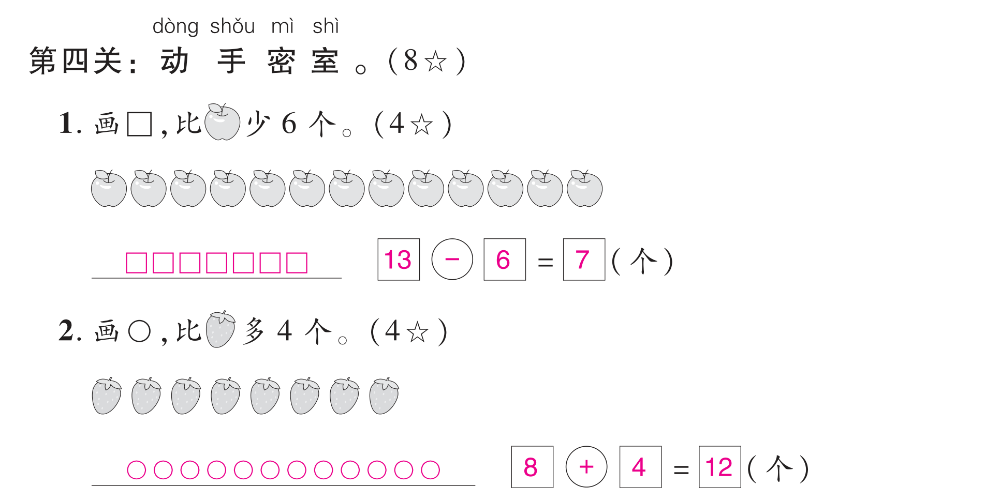 dòng shǒu mì shì
第四关：动手密室。（8☆）
1. 画□，比少 6 个。（4☆）
□□□□□□□ 13 － 6 = 7（个）
2. 画○，比多 4 个。（4☆）
○○○○○○○○○○○○ 8 + 4 = 12（个）